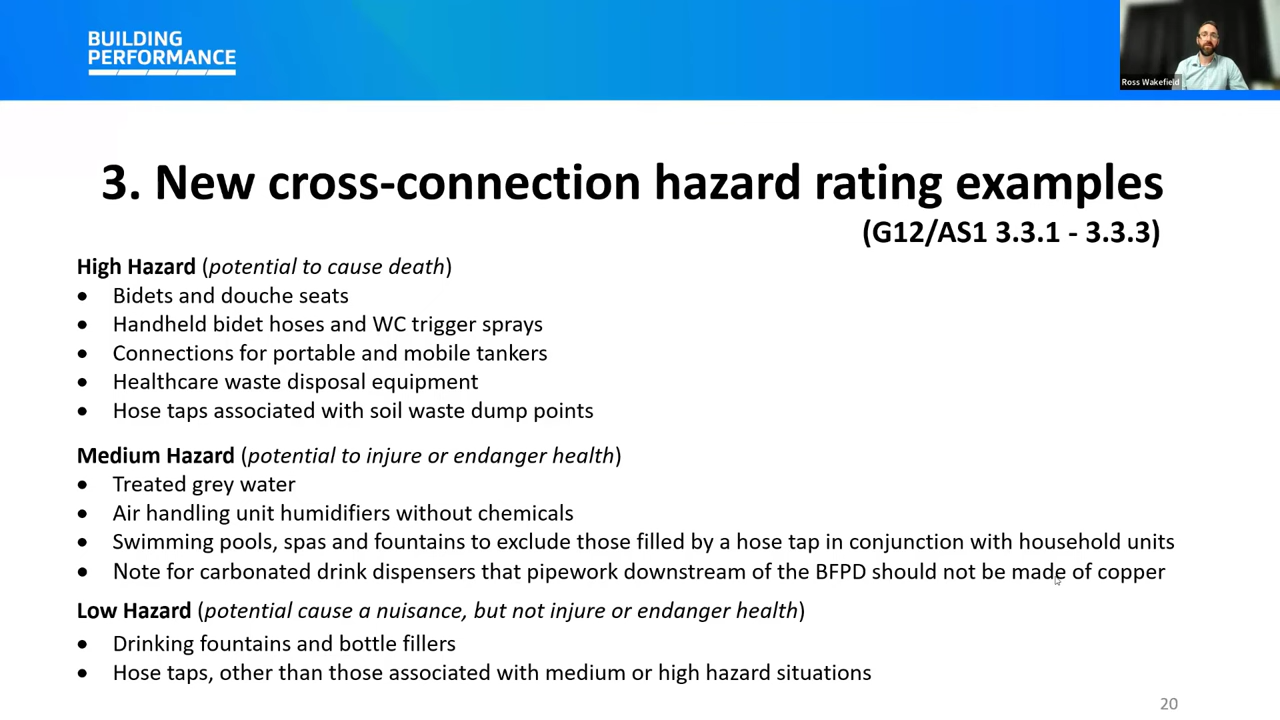 BUILDING
PERFORMANCE
Ross Wakefield
3. New cross-connection hazard rating examples
(G12/AS1 3.3.1 - 3.3.3)
High Hazard (potential to cause death)
• Bidets and douche seats
• Handheld bidet hoses and WC trigger sprays
• Connections for portable and mobile tankers
• Healthcare waste disposal equipment
• Hose taps associated with soil waste dump points
Medium Hazard (potential to injure or endanger health)
• Treated grey water
• Air handling unit humidifiers without chemicals
• Swimming pools, spas and fountains to exclude those filled by a hose tap in conjunction with household units
• Note for carbonated drink dispensers that pipework downstream of the BFPD should not be made of copper
Low Hazard (potential cause a nuisance, but not injure or endanger health)
• Drinking fountains and bottle fillers
• Hose taps, other than those associated with medium or high hazard situations
20